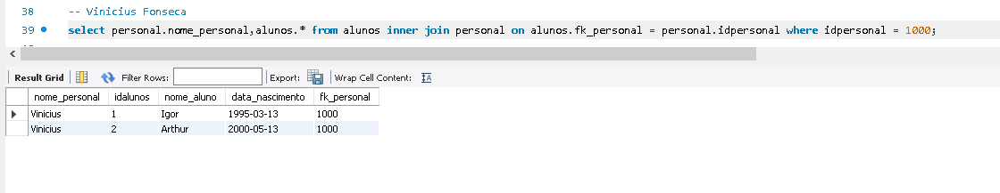 38 -- Vinicius Fonseca
39 select personal.nome_personal,alunos.* from alunos inner join personal on alunos.fk_personal = personal.idpersonal where idpersonal = 1000;
Result Grid Filter Rows: Export: Wrap Cell Content: IA
nome_personal idalunos nome_aluno data_nascimento fk_personal
Vinicius 1 Igor 1995-03-13 1000
Vinicius 2 Arthur 2000-05-13 1000